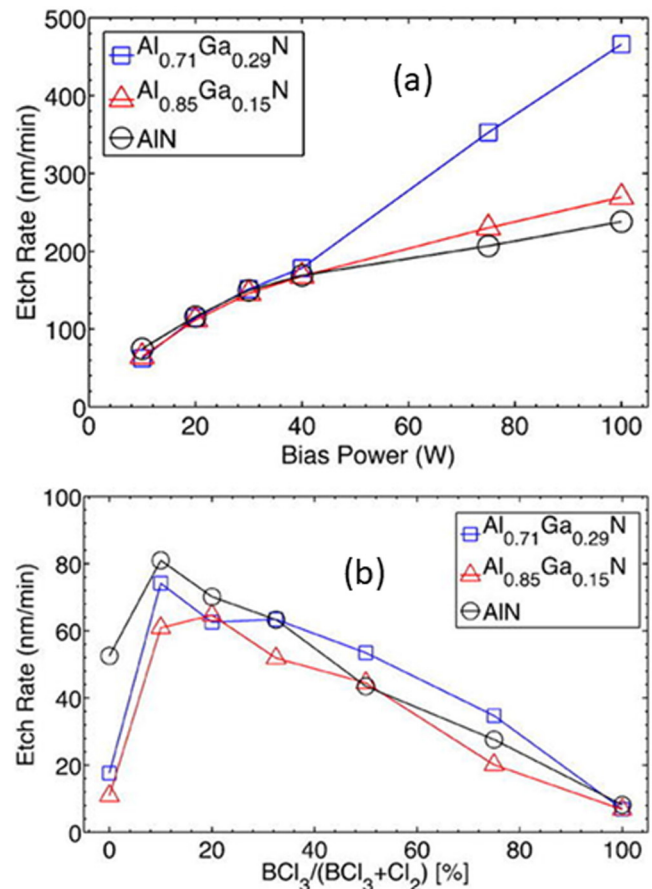 500
400
300
200
100
0
Etch Rate (nm/min)
Al0.71Ga0.29N
Al0.85Ga0.15N
AlN
(a)
0 20 40 60 80 100
Bias Power (W)
100
80
60
40
20
0
Etch Rate (nm/min)
(b)
Al0.71Ga0.29N
Al0.85Ga0.15N
AlN
0 20 40 60 80 100
BCl3/(BCl3+Cl2) [%]